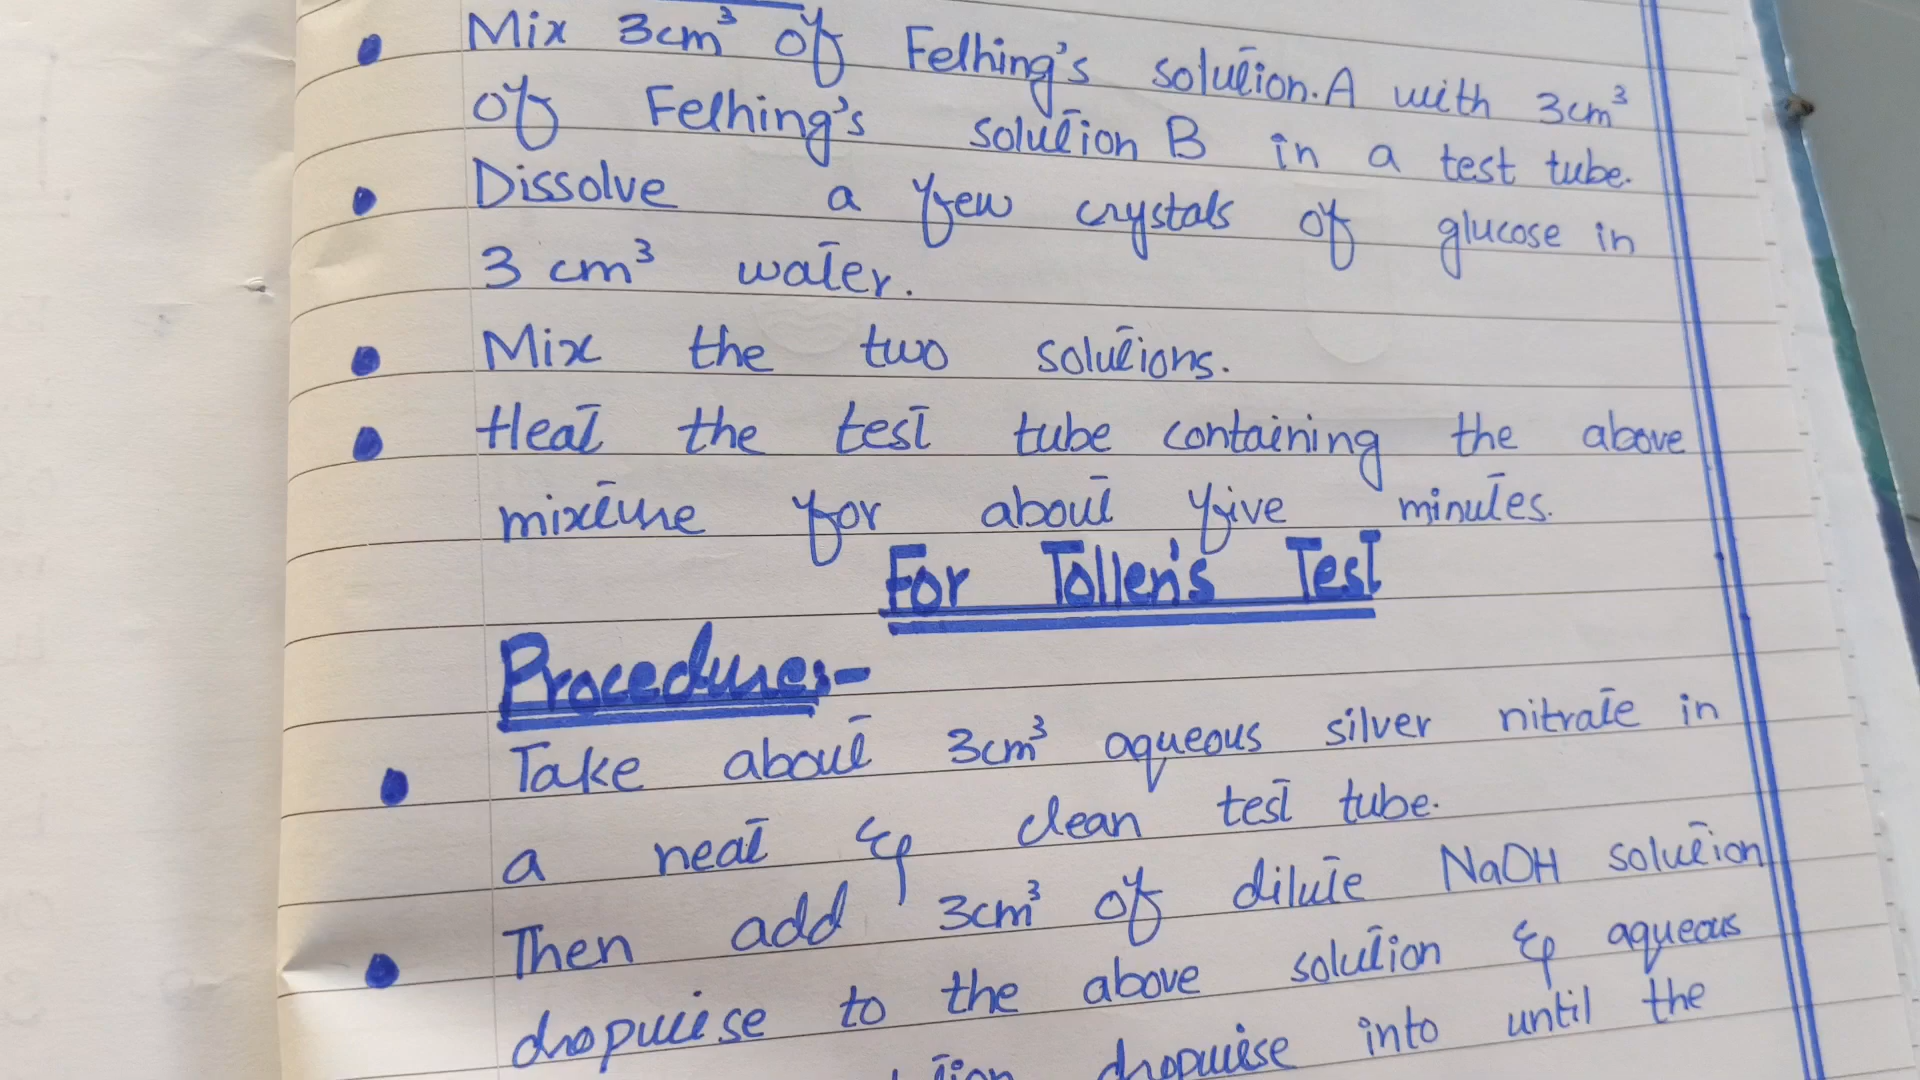 Mix 3cm³ of Felhing's solution.A with 3cm³
of Felhing's solution B in a test tube.
Dissolve a few crystals of glucose in
3 cm³ water.
Mix the two solutions.
Heat the test tube containing the above
mixture for about five minutes.
For Tollen's Test
Procedures-
Take about 3cm³ aqueous silver nitrate in
a neat & clean test tube.
Then add 3cm³ of dilute NaOH solution
dropwise to the above solution & aqueous
dropwise into until the